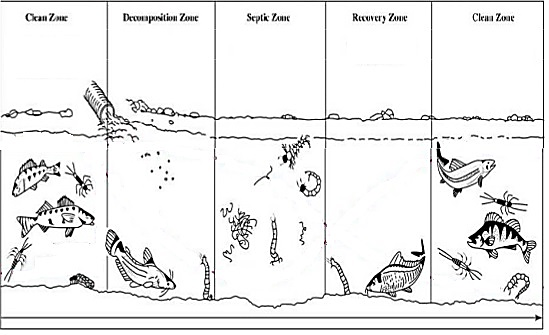 Clean Zone
Decomposition Zone
Septic Zone
Recovery Zone
Clean Zone